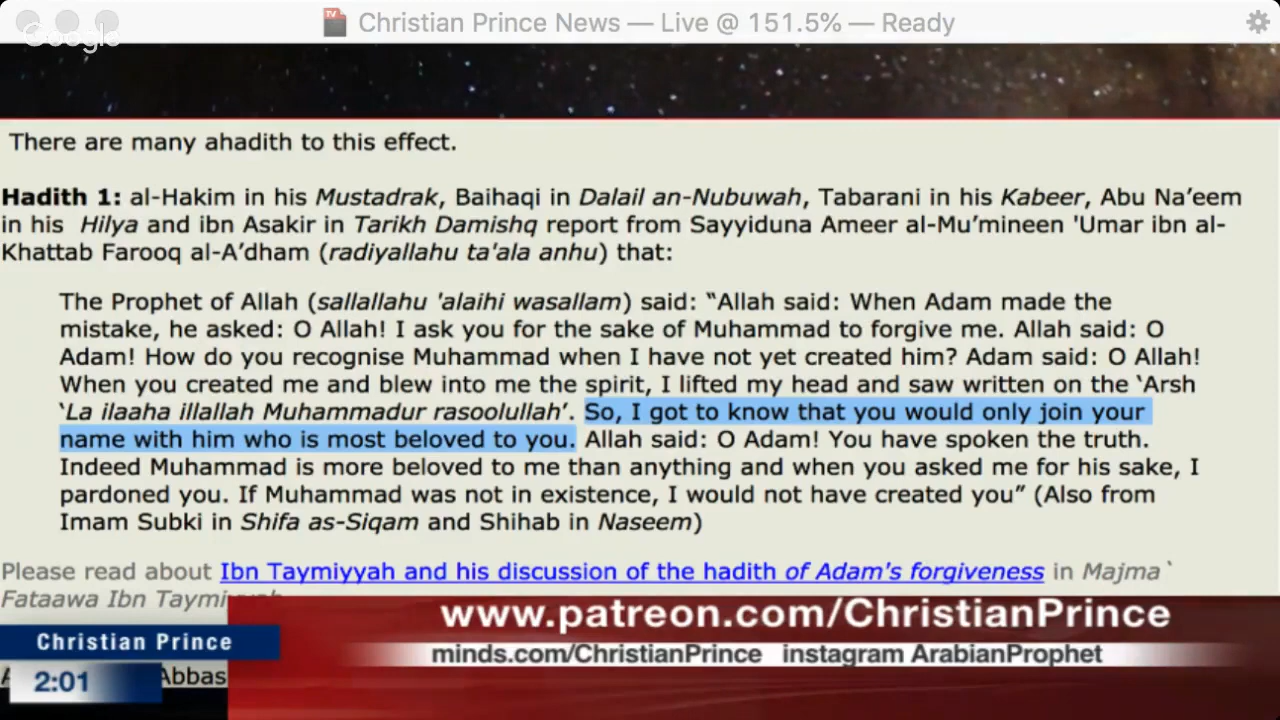 Christian Prince News — Live @ 151.5% — Ready
Google
There are many ahadith to this effect.
Hadith 1: al-Hakim in his Mustadrak, Baihaqi in Dalail an-Nubuwah, Tabarani in his Kabeer, Abu Na’eem
in his Hilya and ibn Asakir in Tarikh Damishq report from Sayyiduna Ameer al-Mu’mineen 'Umar ibn al-
Khattab Farooq al-A’dham (radiyallahu ta'ala anhu) that:
The Prophet of Allah (sallallahu 'alaihi wasallam) said: “Allah said: When Adam made the
mistake, he asked: O Allah! I ask you for the sake of Muhammad to forgive me. Allah said: O
Adam! How do you recognise Muhammad when I have not yet created him? Adam said: O Allah!
When you created me and blew into me the spirit, I lifted my head and saw written on the ‘Arsh
‘La ilaaha illallah Muhammadur rasoolullah’. So, I got to know that you would only join your
name with him who is most beloved to you. Allah said: O Adam! You have spoken the truth.
Indeed Muhammad is more beloved to me than anything and when you asked me for his sake, I
pardoned you. If Muhammad was not in existence, I would not have created you” (Also from
Imam Subki in Shifa as-Siqam and Shihab in Naseem)
Please read about Ibn Taymiyyah and his discussion of the hadith of Adam's forgiveness in Majma`
Fataawa Ibn
www.patreon.com/ChristianPrince
Christian Prince
minds.com/ChristianPrince instagram ArabianProphet
2:01
Abbas